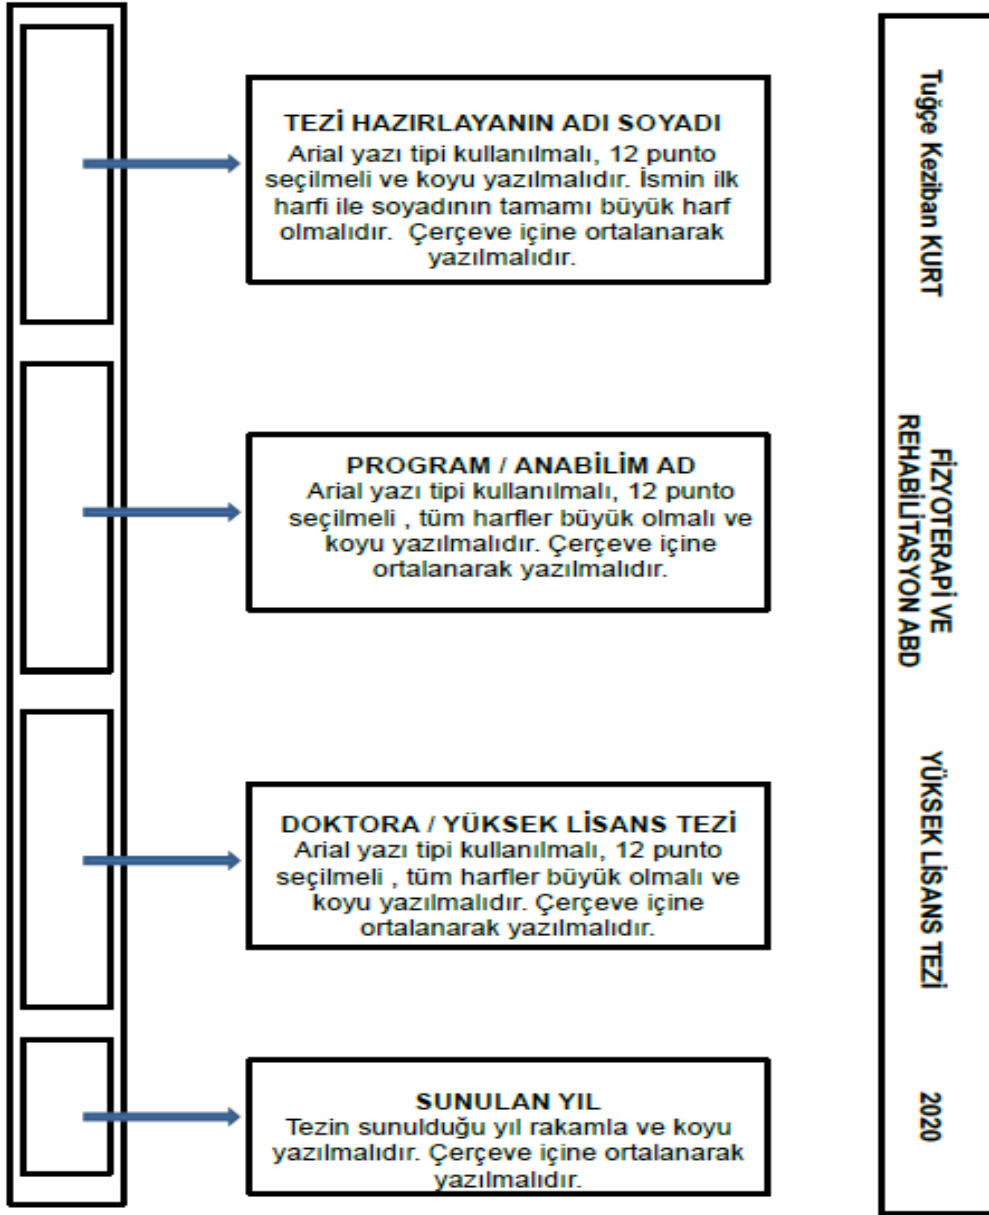 TEZİ HAZIRLAYANIN ADI SOYADI
Arial yazı tipi kullanılmalı, 12 punto
seçilmeli ve koyu yazılmalıdır. İsmin ilk
harfi ile soyadının tamamı büyük harf
olmalıdır. Çerçeve içine ortalanarak
yazılmalıdır.
PROGRAM / ANABİLİM AD
Arial yazı tipi kullanılmalı, 12 punto
seçilmeli , tüm harfler büyük olmalı ve
koyu yazılmalıdır. Çerçeve içine
ortalanarak yazılmalıdır.
DOKTORA / YÜKSEK LİSANS TEZİ
Arial yazı tipi kullanılmalı, 12 punto
seçilmeli , tüm harfler büyük olmalı ve
koyu yazılmalıdır. Çerçeve içine
ortalanarak yazılmalıdır.
SUNULAN YIL
Tezin sunulduğu yıl rakamla ve koyu
yazılmalıdır. Çerçeve içine ortalanarak
yazılmalıdır.
Tuğçe Keziban KURT
FİZYOTERAPİ VE
REHABİLİTASYON ABD
YÜKSEK LİSANS TEZİ
2020